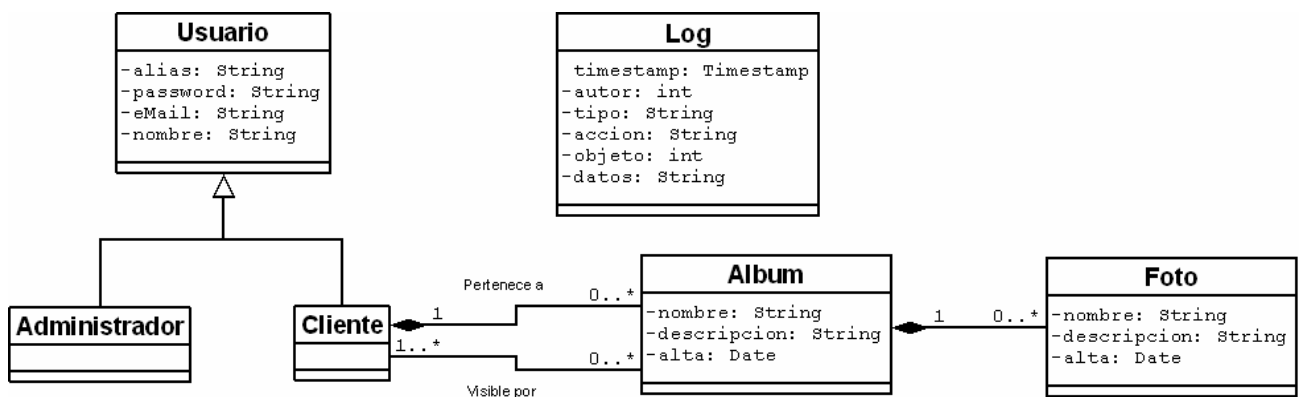 Usuario
-alias: String
-password: String
-eMail: String
-nombre: String
Log
timestamp: Timestamp
-autor: int
-tipo: String
-accion: String
-objeto: int
-datos: String
Administrador
Cliente
1
Pertenece a
0..*
1..*
Visible por
0..*
Album
-nombre: String
-descripcion: String
-alta: Date
1
0..*
Foto
-nombre: String
-descripcion: String
-alta: Date